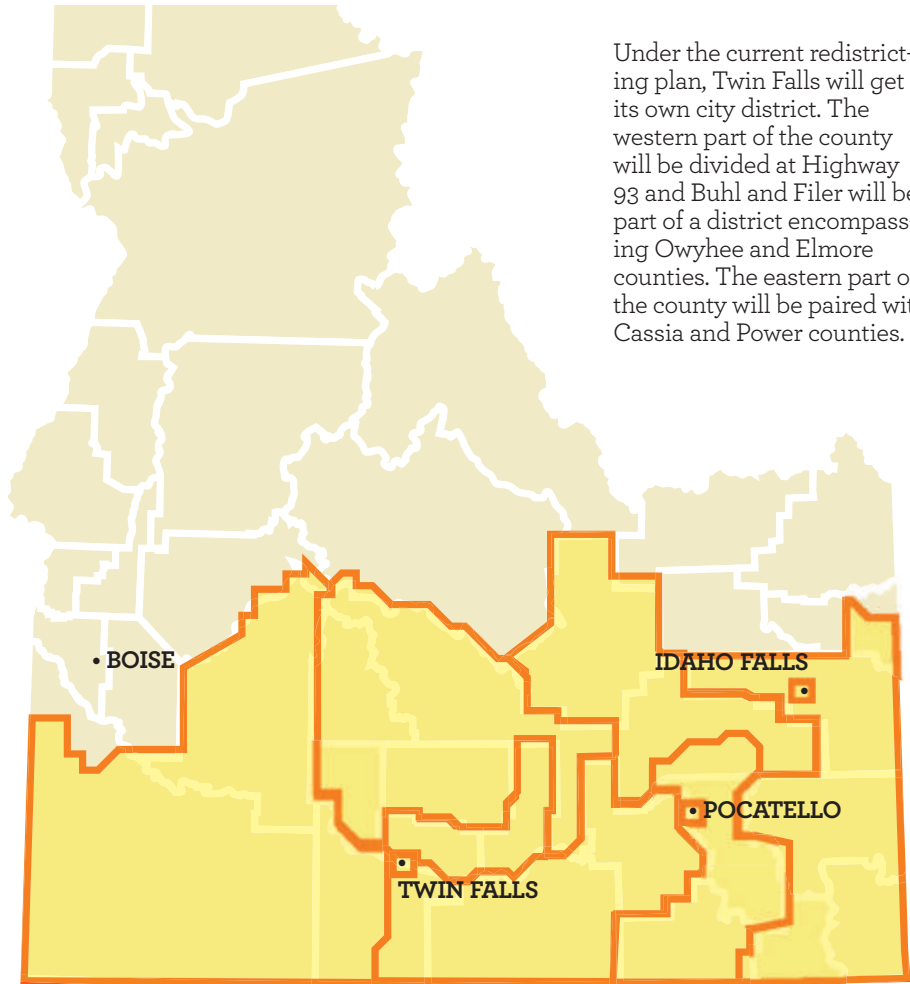 Under the current redistrict-
ing plan, Twin Falls will get
its own city district. The
western part of the county
will be divided at Highway
93 and Buhl and Filer will be
part of a district encompass
ing Owyhee and Elmore
counties. The eastern part o
the county will be paired wit
Cassia and Power counties.
BOISE
IDAHO FALLS
POCATELLO
TWIN FALLS